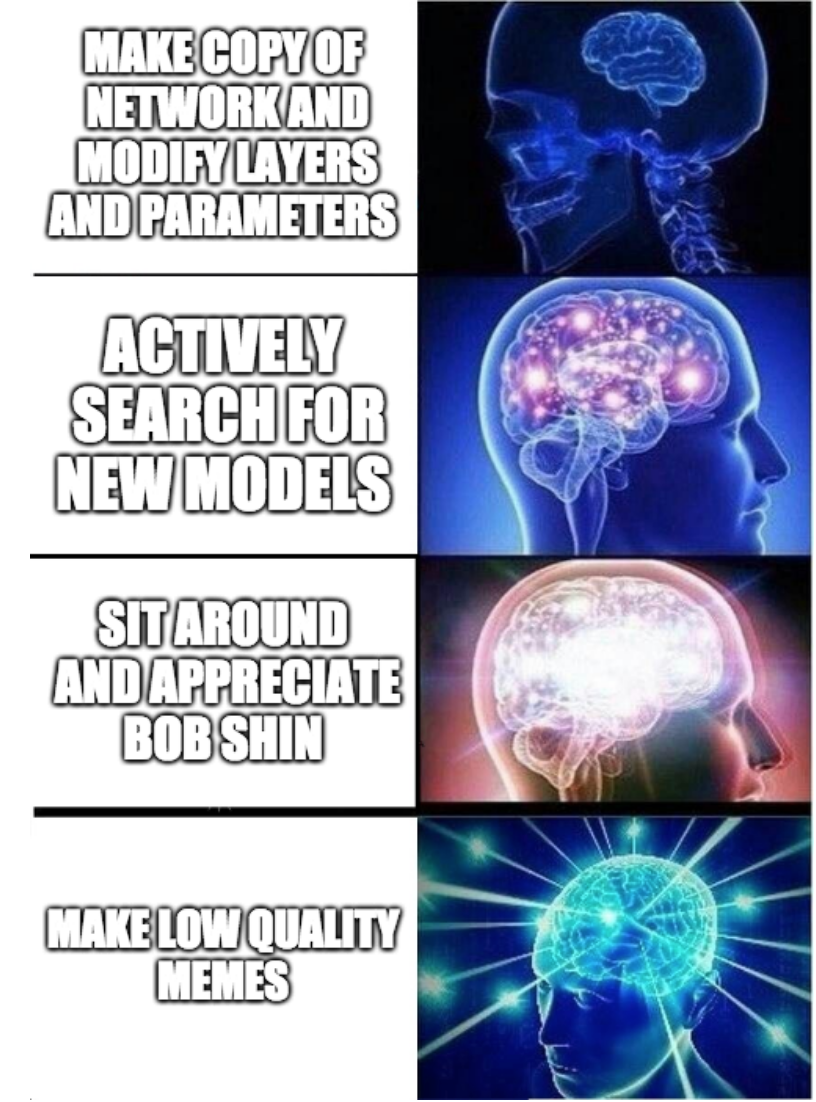 MAKE COPY OF
NETWORK AND
MODIFY LAYERS
AND PARAMETERS
ACTIVELY
SEARCH FOR
NEW MODELS
SIT AROUND
AND APPRECIATE
BOB SHIN
MAKE LOW QUALITY
MEMES